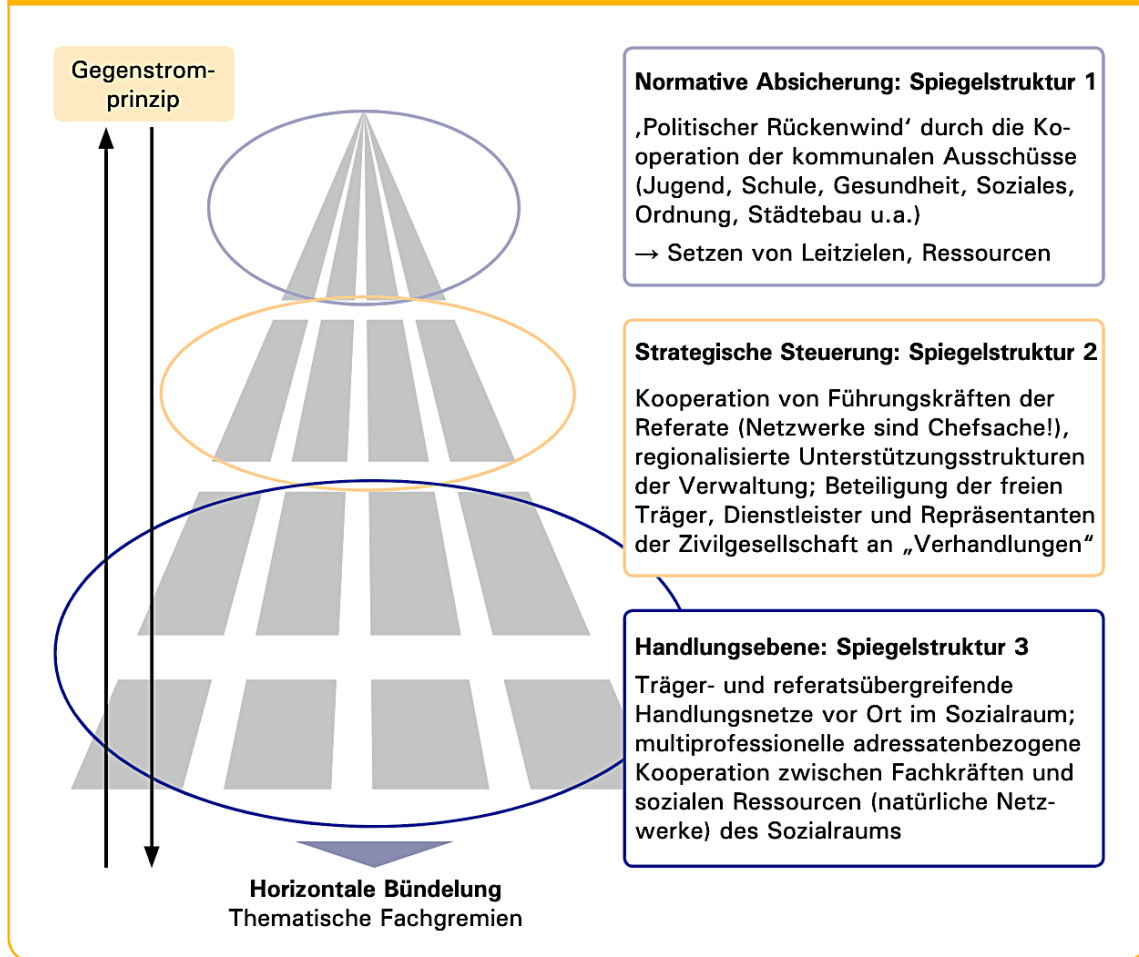 Gegenstrom-
prinzip
Normative Absicherung: Spiegelstruktur 1
‚Politischer Rückenwind‘ durch die Ko-
operation der kommunalen Ausschüsse
(Jugend, Schule, Gesundheit, Soziales,
Ordnung, Städtebau u.a.)
→ Setzen von Leitzielen, Ressourcen
Strategische Steuerung: Spiegelstruktur 2
Kooperation von Führungskräften der
Referate (Netzwerke sind Chefsache!),
regionalisierte Unterstützungsstrukturen
der Verwaltung; Beteiligung der freien
Träger, Dienstleister und Repräsentanten
der Zivilgesellschaft an „Verhandlungen“
Handlungsebene: Spiegelstruktur 3
Träger- und referatsübergreifende
Handlungsnetze vor Ort im Sozialraum;
multiprofessionelle adressatenbezogene
Kooperation zwischen Fachkräften und
sozialen Ressourcen (natürliche Netz-
werke) des Sozialraums
Horizontale Bündelung
Thematische Fachgremien